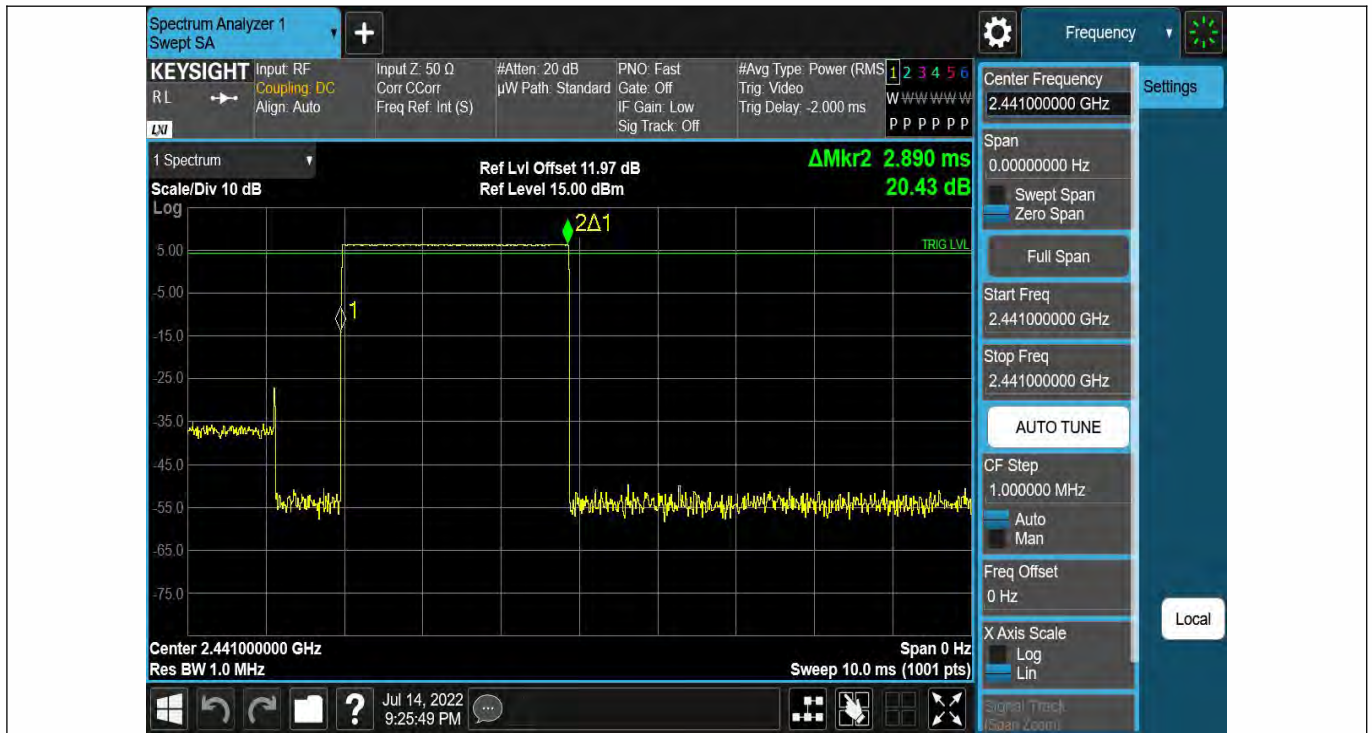 Spectrum Analyzer 1
Swept SA
Frequency
KEYSIGHT
R L
LXI
Input: RF
Coupling: DC
Align: Auto
Input Z: 50 Ω
Corr CCorr
Freq Ref: Int (S)
#Atten: 20 dB
µW Path: Standard
PNO: Fast
Gate: Off
IF Gain: Low
Sig Track: Off
#Avg Type: Power (RMS
Trig: Video
Trig Delay: -2.000 ms
1 2 3 4 5 6
W W W W W W
P P P P P P
1 Spectrum
Scale/Div 10 dB
Log
Ref Lvl Offset 11.97 dB
Ref Level 15.00 dBm
ΔMkr2 2.890 ms
20.43 dB
2Δ1
TRIG LVL
1
5.00
-5.00
-15.0
-25.0
-35.0
-45.0
-55.0
-65.0
-75.0
Center 2.441000000 GHz
Res BW 1.0 MHz
Span 0 Hz
Sweep 10.0 ms (1001 pts)
Center Frequency
2.441000000 GHz
Settings
Span
0.00000000 Hz
Swept Span
Zero Span
Full Span
Start Freq
2.441000000 GHz
Stop Freq
2.441000000 GHz
AUTO TUNE
CF Step
1.000000 MHz
Auto
Man
Freq Offset
0 Hz
X Axis Scale
Log
Lin
Signal Track
(Span Zoom)
Local
?
Jul 14, 2022
9:25:49 PM